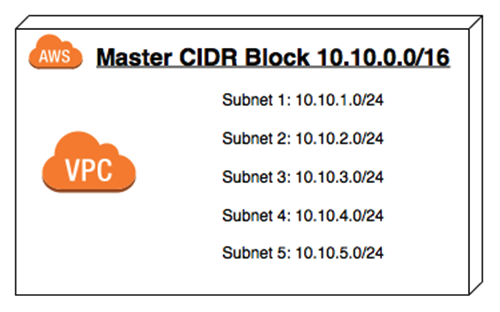 AWS
Master CIDR Block 10.10.0.0/16
Subnet 1: 10.10.1.0/24
Subnet 2: 10.10.2.0/24
VPC
Subnet 3: 10.10.3.0/24
Subnet 4: 10.10.4.0/24
Subnet 5: 10.10.5.0/24